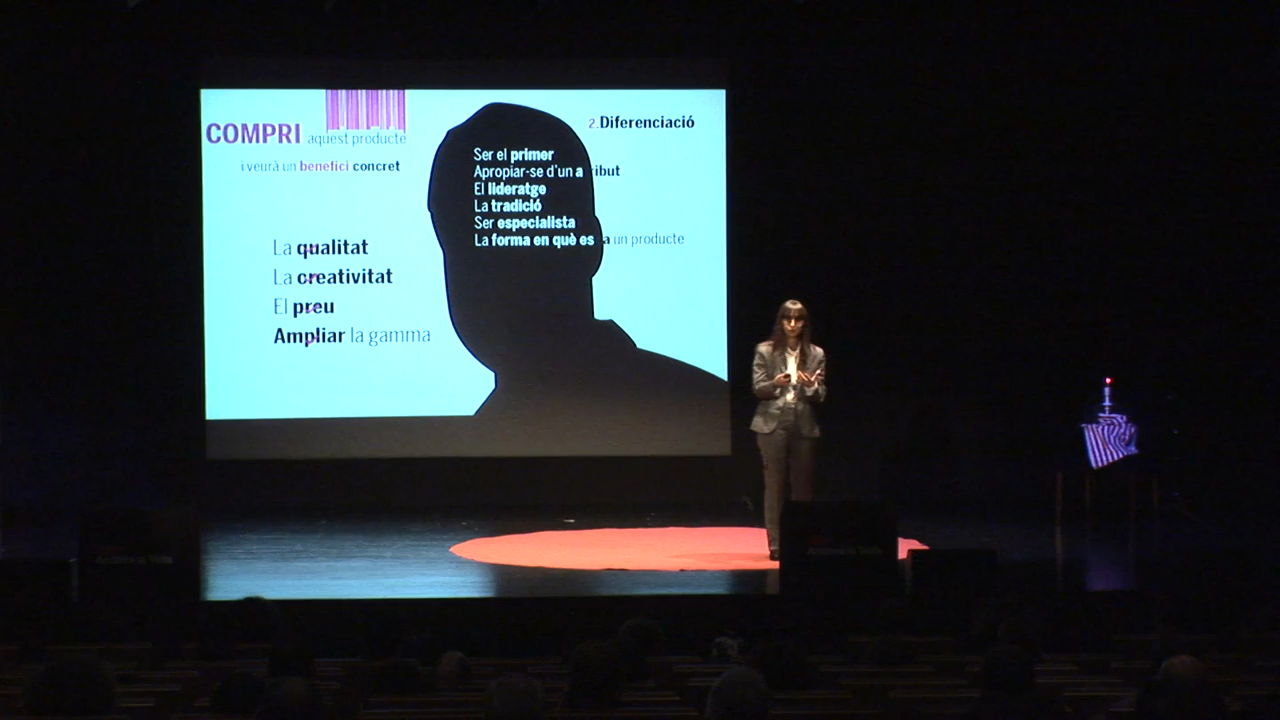 COMPRI aquest producte
i veurà un benefici concret
La qualitat
La creativitat
El preu
Ampliar la gamma
2.Diferenciació
Ser el primer
Apropiar-se d'un a ribut
El lideratge
La tradició
Ser especialista
La forma en què es a un producte